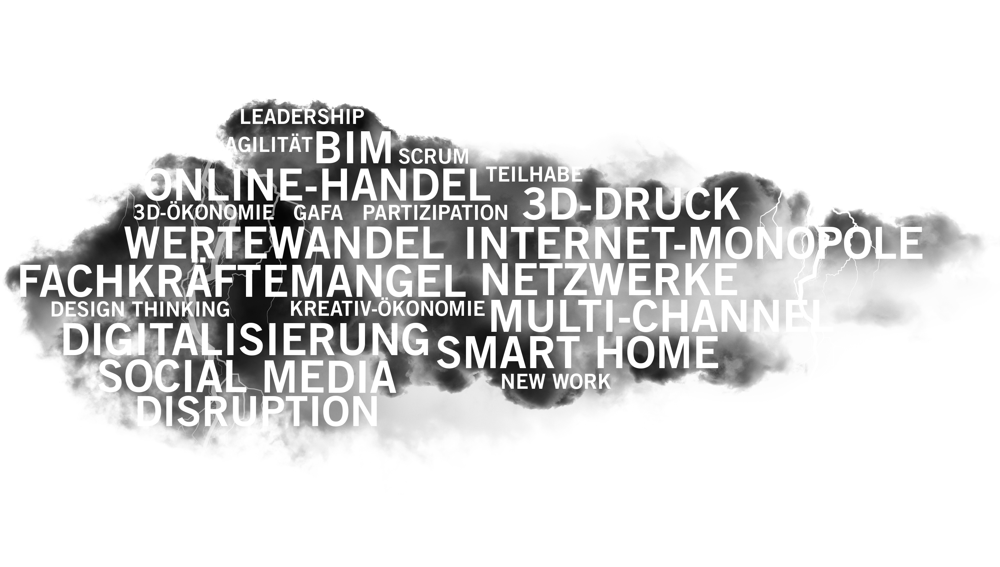 LEADERSHIP
AGILITÄT BIM SCRUM
ONLINE-HANDEL TEILHABE
3D-ÖKONOMIE GAFA PARTIZIPATION 3D-DRUCK
WERTEWANDEL INTERNET-MONOPOLE
FACHKRÄFTEMANGEL NETZWERKE
DESIGN THINKING KREATIV-ÖKONOMIE MULTI-CHANNEL
DIGITALISIERUNG SMART HOME
SOCIAL MEDIA NEW WORK
DISRUPTION